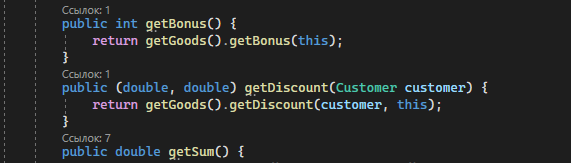 Ссылок: 1
public int getBonus() {
return getGoods().getBonus(this);
}
Ссылок: 1
public (double, double) getDiscount(Customer customer) {
return getGoods().getDiscount(customer, this);
}
Ссылок: 7
public double getSum() {